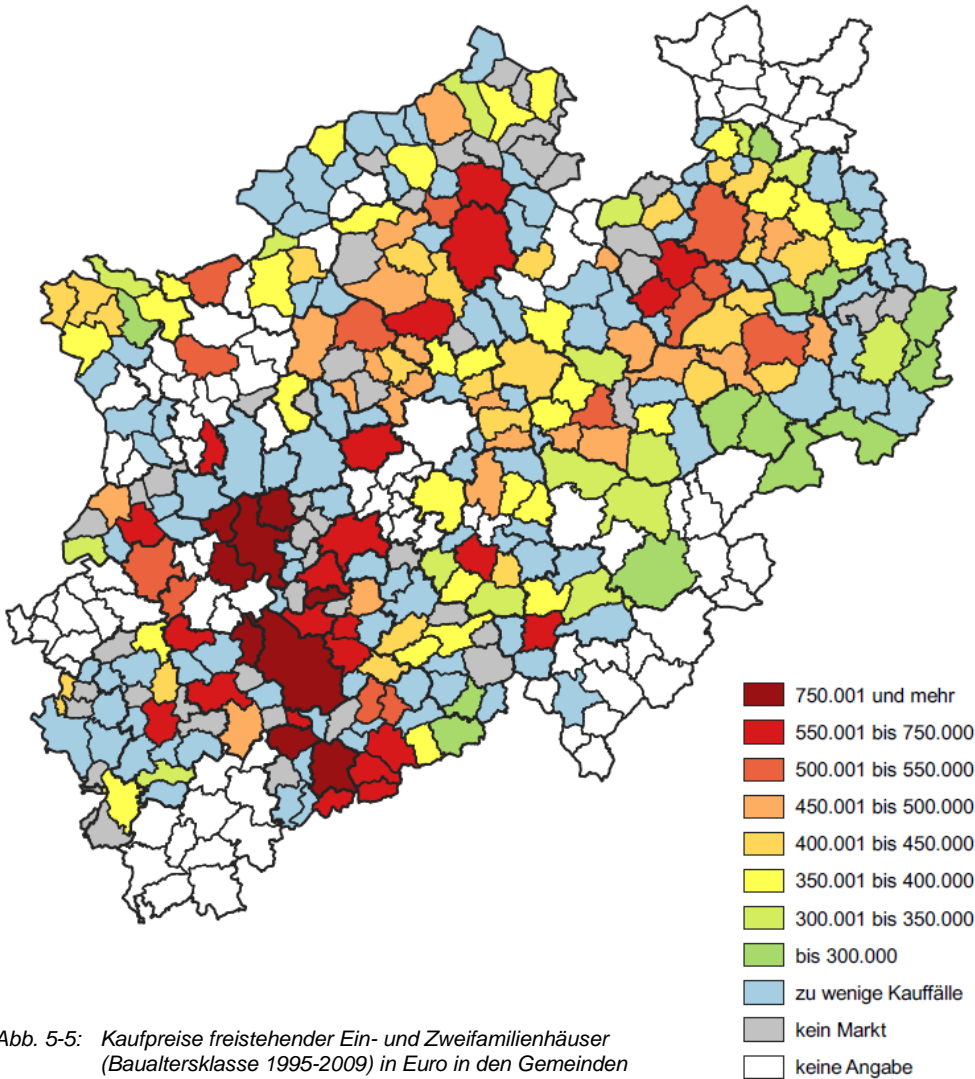 750.001 und mehr
550.001 bis 750.000
500.001 bis 550.000
450.001 bis 500.000
400.001 bis 450.000
350.001 bis 400.000
300.001 bis 350.000
bis 300.000
zu wenige Kauffälle
kein Markt
keine Angabe
Abb. 5-5: Kaufpreise freistehender Ein- und Zweifamilienhäuser
(Baualtersklasse 1995-2009) in Euro in den Gemeinden